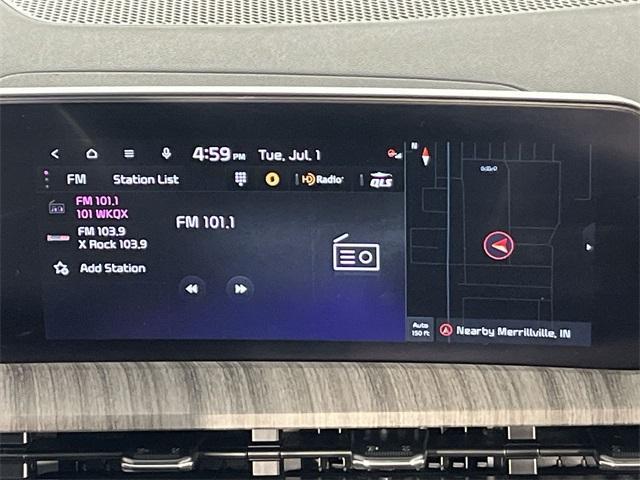 4:59 PM Tue, Jul. 1
FM Station List HD Radio QLS
FM 101.1
101 WKQX
FM 101.1
FM 103.9
X Rock 103.9
Add Station
N
Auto
150 ft
Nearby Merrillville, IN